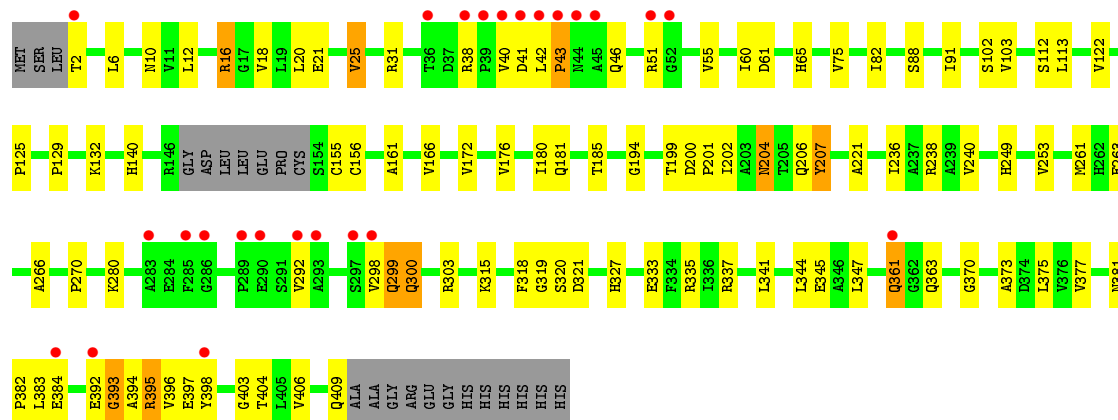 MET SER LEU T2 L6 N10 V11 L12 R16 G17 V18 L19 L20 E21 V25 R31 T36 D37 R38 P39 V40 D41 L42 P43 N44 A45 Q46 R51 G52 V55 I60 D61 H65 V75 I82 S88 I91 S102 V103 S112 L113 V122
P125 P129 K132 H140 R146 GLY ASP LEU LEU GLU PRO CYS S154 C155 C156 A161 V166 V172 V176 I180 Q181 T185 G194 T199 D200 P201 I202 A203 N204 T205 Q206 Y207 A221 I236 A237 R238 A239 V240 H249 V253 M261 H262 E263
A266 P270 K280 A283 E284 F285 G286 P289 E290 S291 V292 A293 S297 V298 Q299 Q300 R303 K315 F318 G319 S320 D321 H327 E333 F334 R335 I336 R337 L341 L344 E345 A346 L347 Q361 G362 Q363 G370 A373 D374 L375 V376 V377 N381
P382 L383 E384 E392 G393 A394 R395 V396 E397 Y398 G403 T404 L405 V406 Q409 ALA ALA GLY ARG GLU GLY HIS HIS HIS HIS HIS HIS